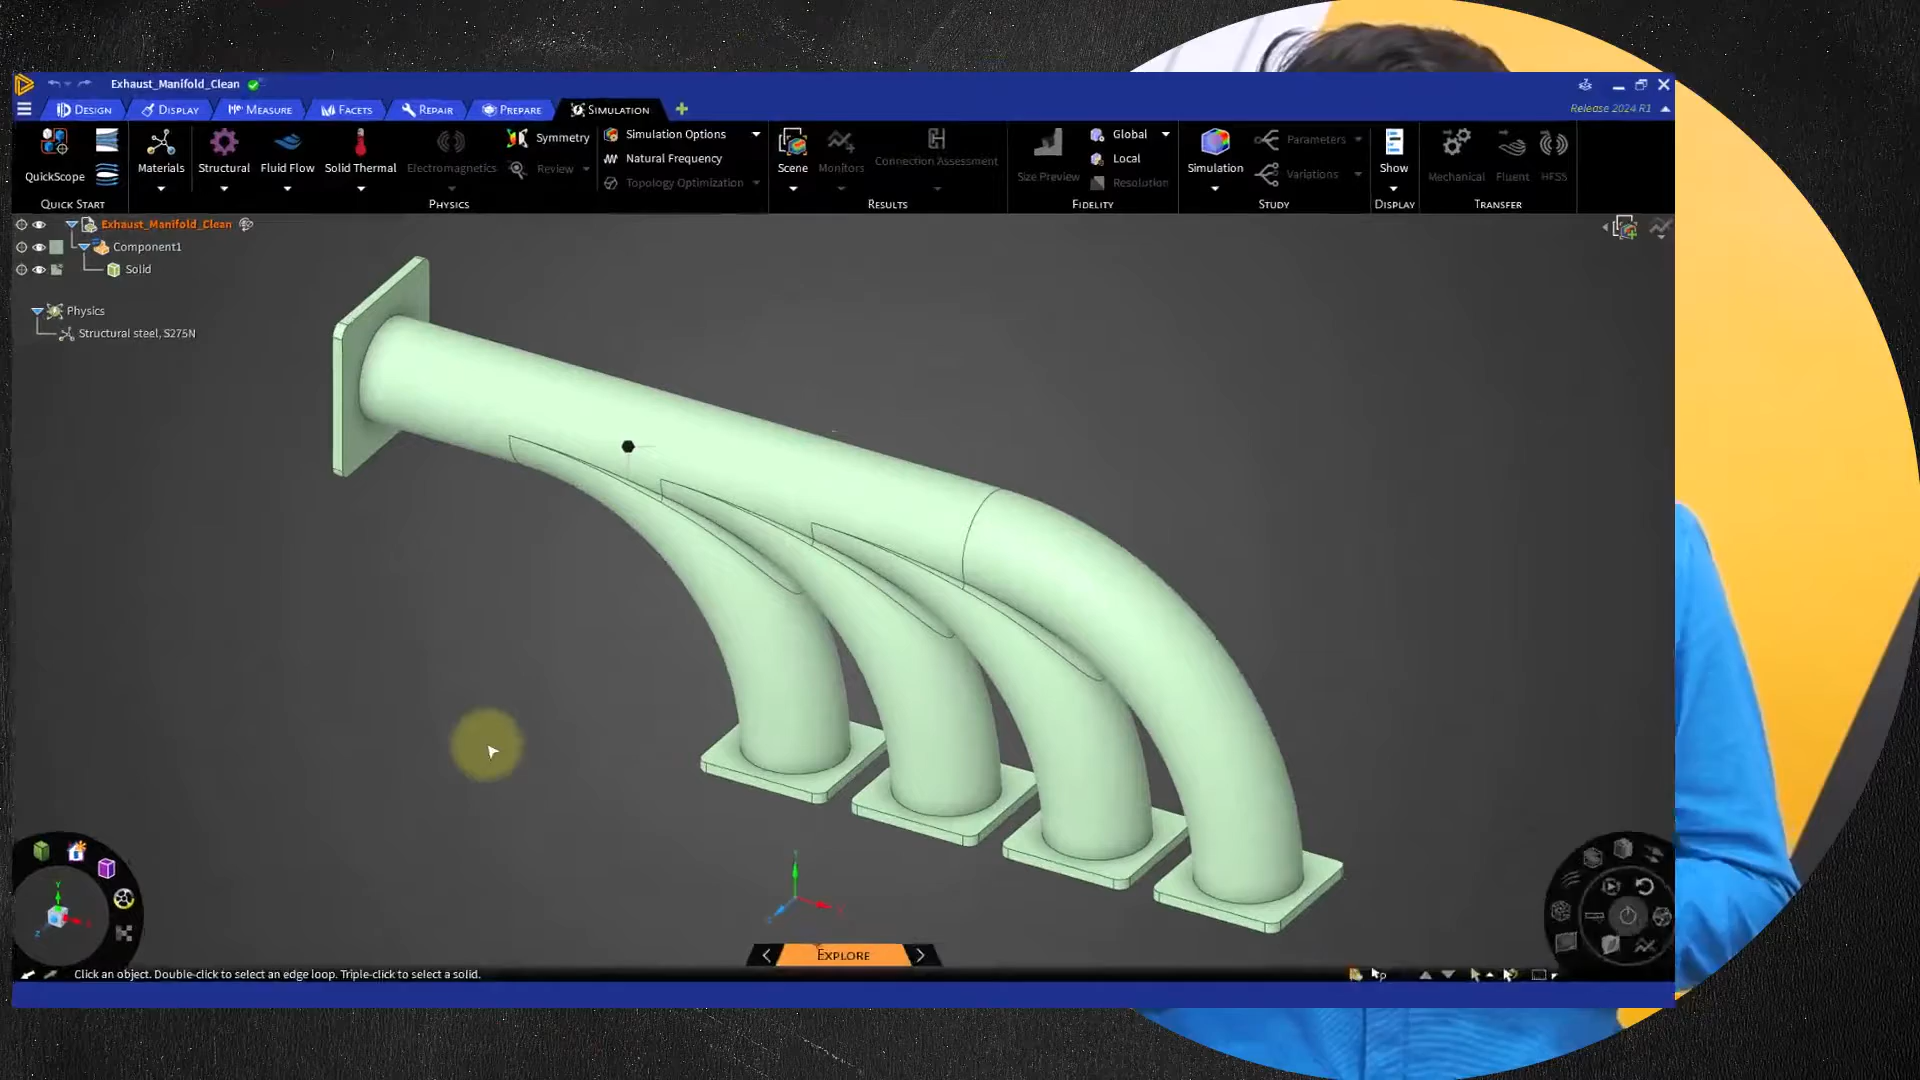 Exhaust_Manifold_Clean
DESIGN DISPLAY MEASURE FACETS REPAIR PREPARE SIMULATION
Release 2024 R1
QuickScope
QUICK START
Materials Structural Fluid Flow Solid Thermal Electromagnetics
Symmetry
Review
PHYSICS
Simulation Options
Natural Frequency
Topology Optimization
Scene Monitors Connection Assessment
RESULTS
Size Preview
Global
Local
Resolution
FIDELITY
Simulation
Parameters
Variations
STUDY
Show
DISPLAY
Mechanical Fluent HFSS
TRANSFER
Exhaust_Manifold_Clean
Component1
Solid
Physics
Structural steel, S275N
EXPLORE
Click an object. Double-click to select an edge loop. Triple-click to select a solid.